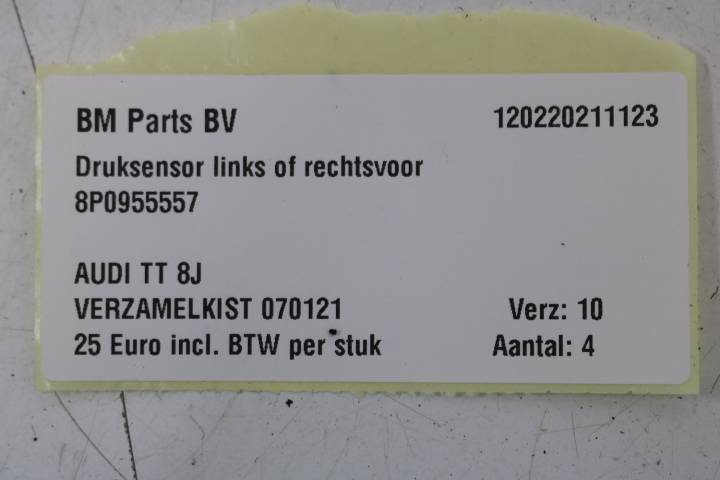 BM Parts BV 120220211123
Druksensor links of rechtsvoor
8P0955557
AUDI TT 8J
VERZAMELKIST 070121 Verz: 10
25 Euro incl. BTW per stuk Aantal: 4